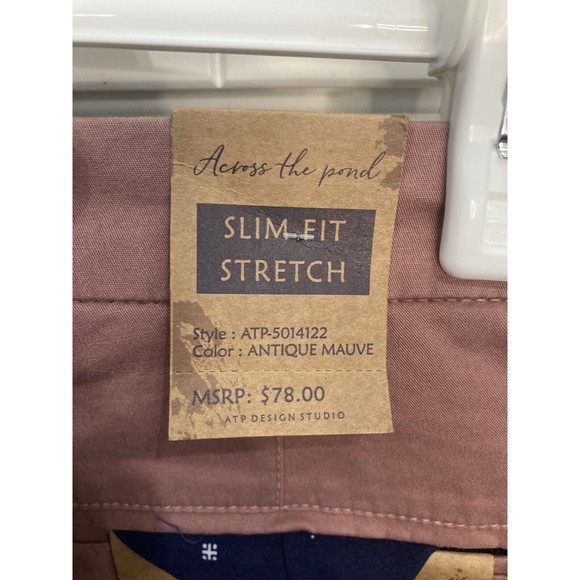 Across the pond
SLIM FIT
STRETCH
Style : ATP-5014122
Color : ANTIQUE MAUVE
MSRP: $78.00
ATP DESIGN STUDIO